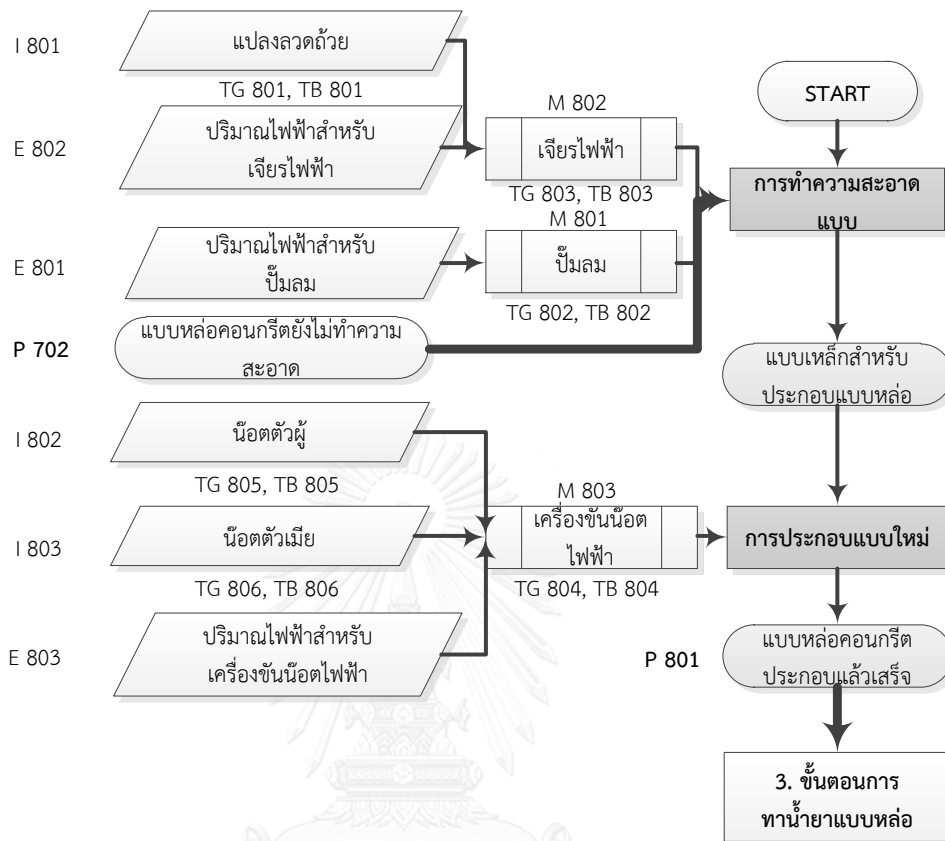 I 801
แปลงลวดถ้วย
TG 801, TB 801
E 802
ปริมาณไฟฟ้าสำหรับ
เจียรไฟฟ้า
M 802
เจียรไฟฟ้า
TG 803, TB 803
START
การทำความสะอาด
แบบ
E 801
ปริมาณไฟฟ้าสำหรับ
ปั๊มลม
M 801
ปั๊มลม
TG 802, TB 802
P 702
แบบหล่อคอนกรีตยังไม่ทำความ
สะอาด
แบบเหล็กสำหรับ
ประกอบแบบหล่อ
I 802
น๊อตตัวผู้
TG 805, TB 805
I 803
น๊อตตัวเมีย
TG 806, TB 806
M 803
เครื่องขันน๊อต
ไฟฟ้า
TG 804, TB 804
การประกอบแบบใหม่
E 803
ปริมาณไฟฟ้าสำหรับ
เครื่องขันน๊อตไฟฟ้า
P 801
แบบหล่อคอนกรีต
ประกอบแล้วเสร็จ
3. ขั้นตอนการ
ทาน้ำยาแบบหล่อ